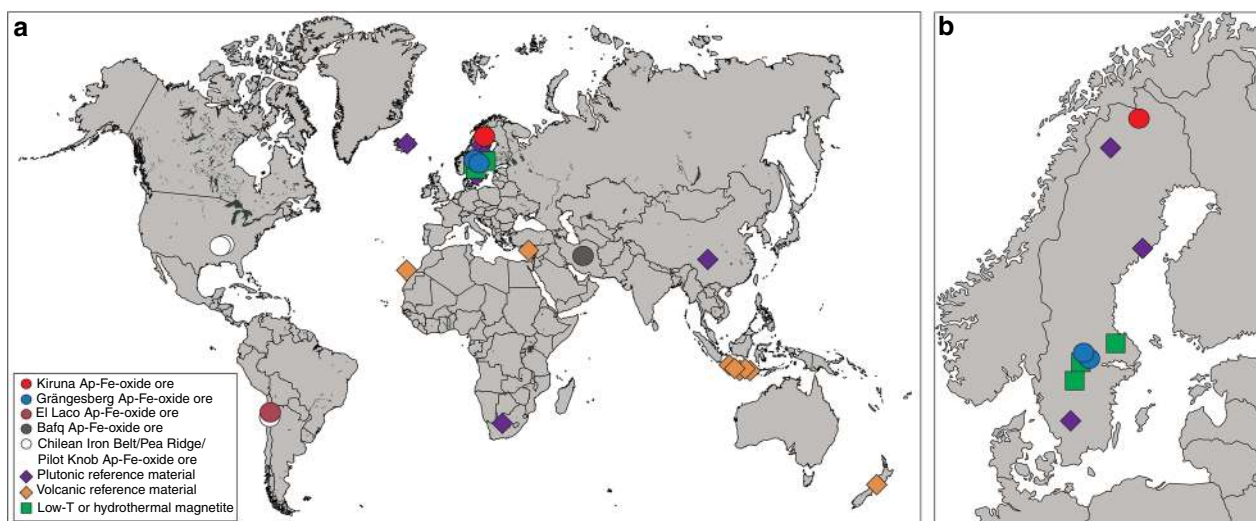 a
b
Kiruna Ap-Fe-oxide ore
Grängesberg Ap-Fe-oxide ore
El Laco Ap-Fe-oxide ore
Bafq Ap-Fe-oxide ore
Chilean Iron Belt/Pea Ridge/
Pilot Knob Ap-Fe-oxide ore
Plutonic reference material
Volcanic reference material
Low-T or hydrothermal magnetite